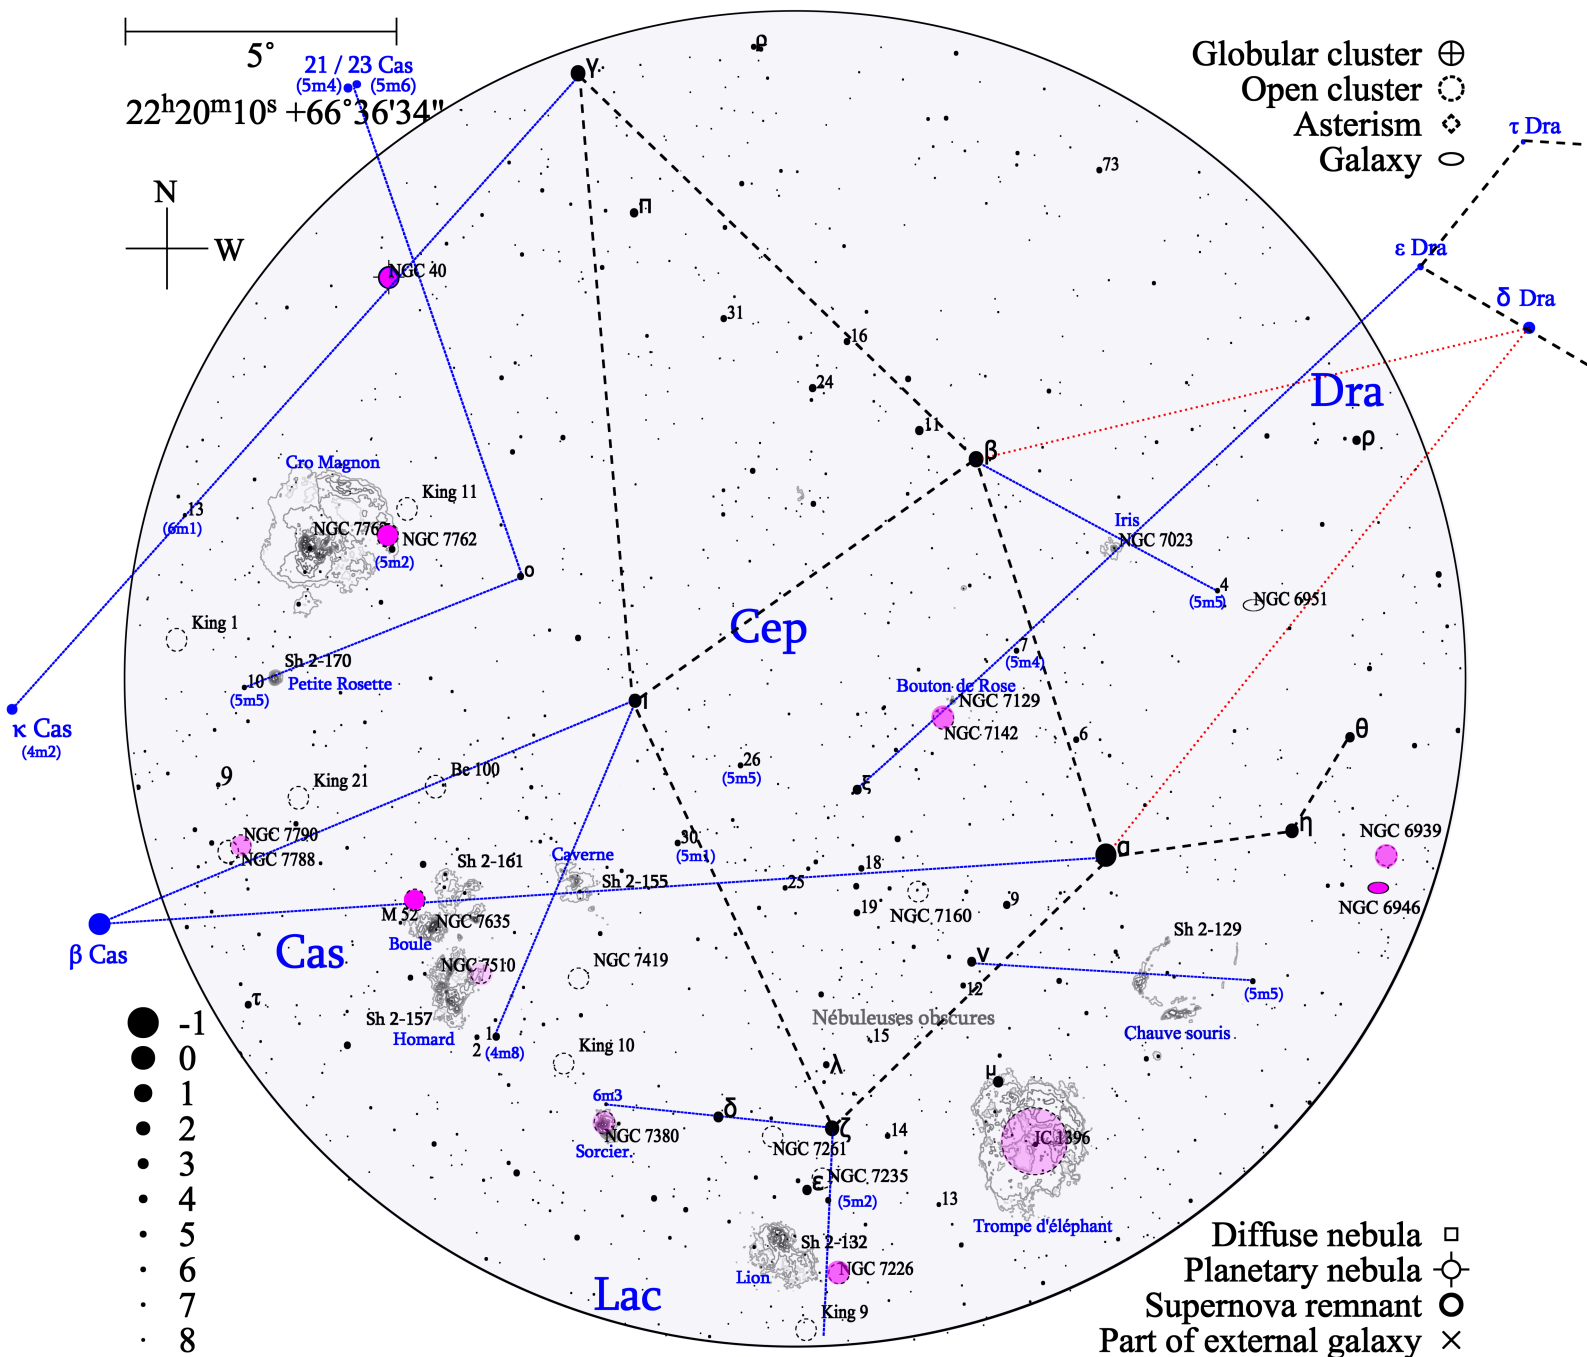 5°
21 / 23 Cas
(5m4) (5m6)
22h20m10s +66°36'34"
N
W
Globular cluster
Open cluster
Asterism
Galaxy
τ Dra
ε Dra
δ Dra
Dra
ρ
γ
73
π
NGC 40
31
16
24
11
β
ρ
Cro Magnon
King 11
13
(6m1)
NGC 7762
(5m2)
ο
Iris
NGC 7023
4
(5m5)
NGC 6951
King 1
Cep
Sh 2-170
10
(5m5)
Petite Rosette
7
(5m4)
Bouton de Rose
NGC 7129
NGC 7142
ι
κ Cas
(4m2)
6
θ
26
(5m5)
ξ
9
King 21
Be 100
η
NGC 7790
NGC 7788
30
(5m1)
α
NGC 6939
Sh 2-161
Caverne
Sh 2-155
18
25
NGC 6946
M 52
NGC 7635
19
NGC 7160
9
β Cas
Cas
Boule
Sh 2-129
NGC 7510
NGC 7419
ν
12
(5m5)
τ
Sh 2-157
Homard
2
1
(4m8)
Nébuleuses obscures
15
Chauve souris
King 10
λ
μ
6m3
δ
ζ
14
NGC 7380
Sorcier
NGC 7261
IC 1396
ε
NGC 7235
(5m2)
13
Trompe d'éléphant
Sh 2-132
Lion
NGC 7226
Lac
King 9
-1
0
1
2
3
4
5
6
7
8
Diffuse nebula
Planetary nebula
Supernova remnant
Part of external galaxy